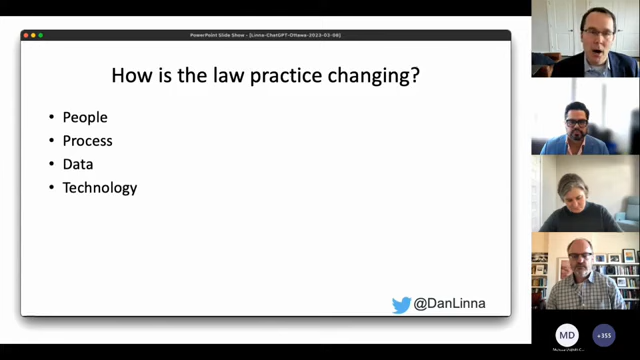 PowerPoint Slide Show - [Linna-ChatGPT-Ottawa-2023-03-08]
How is the law practice changing?
• People
• Process
• Data
• Technology
@DanLinna
MD
+355